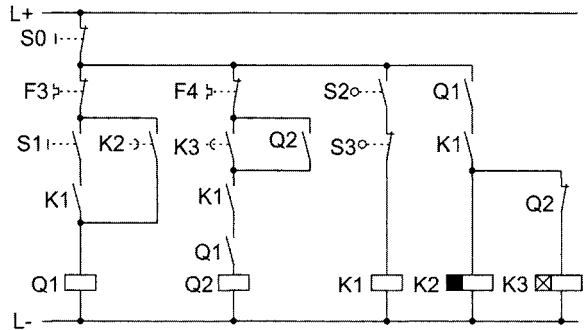 L+
S0
F3 F4 S2 Q1
S1 K2 K3 Q2 S3 K1
K1 K1 Q2
Q1
Q1 Q2 K1 K2 K3
L-